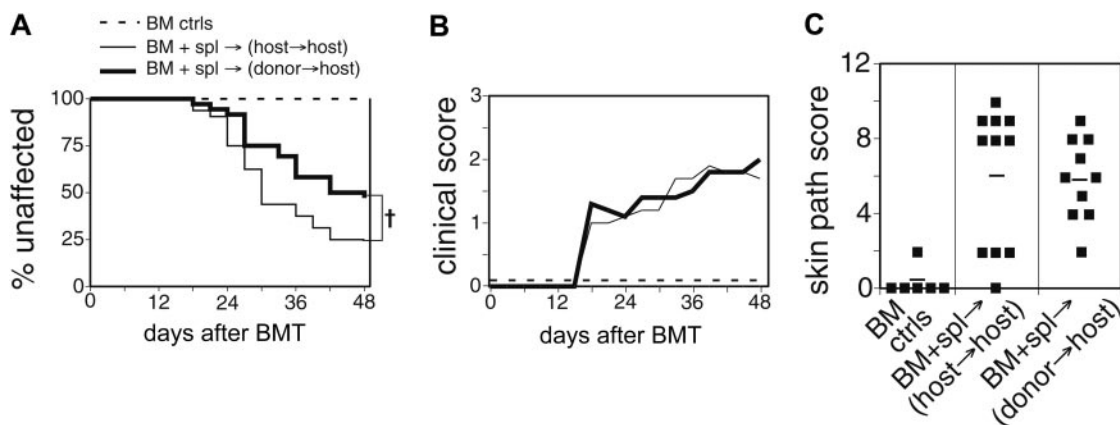 A
BM ctrls
BM + spl → (host→host)
BM + spl → (donor→host)
% unaffected
100
75
50
25
0
0 12 24 36 48
†
days after BMT
B
clinical score
3
2
1
0
0 12 24 36 48
days after BMT
C
skin path score
12
8
4
0
BM
ctrls
BM+spl→
(host→host)
BM+spl→
(donor→host)